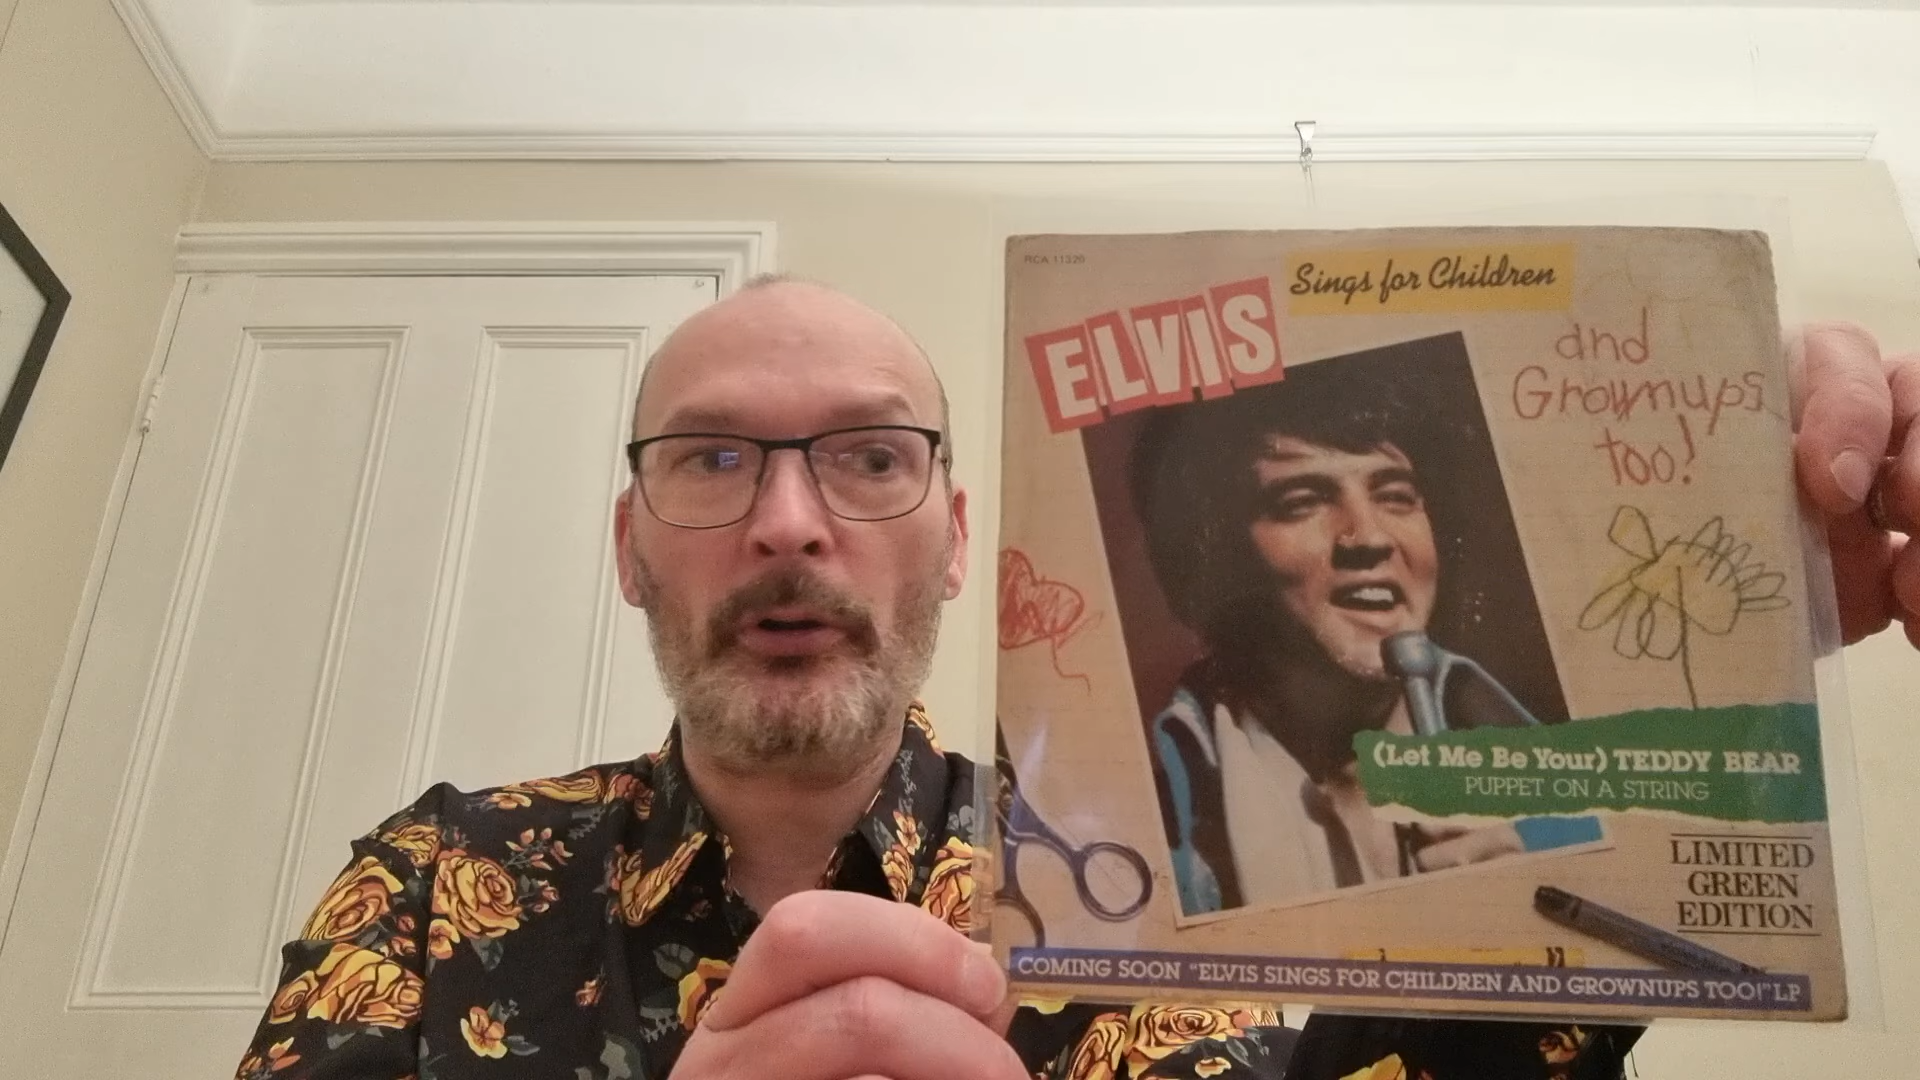 RCA 11320
ELVIS
Sings for Children
and
Grownups
too!
(Let Me Be Your) TEDDY BEAR
PUPPET ON A STRING
LIMITED
GREEN
EDITION
COMING SOON "ELVIS SINGS FOR CHILDREN AND GROWNUPS TOO!" LP